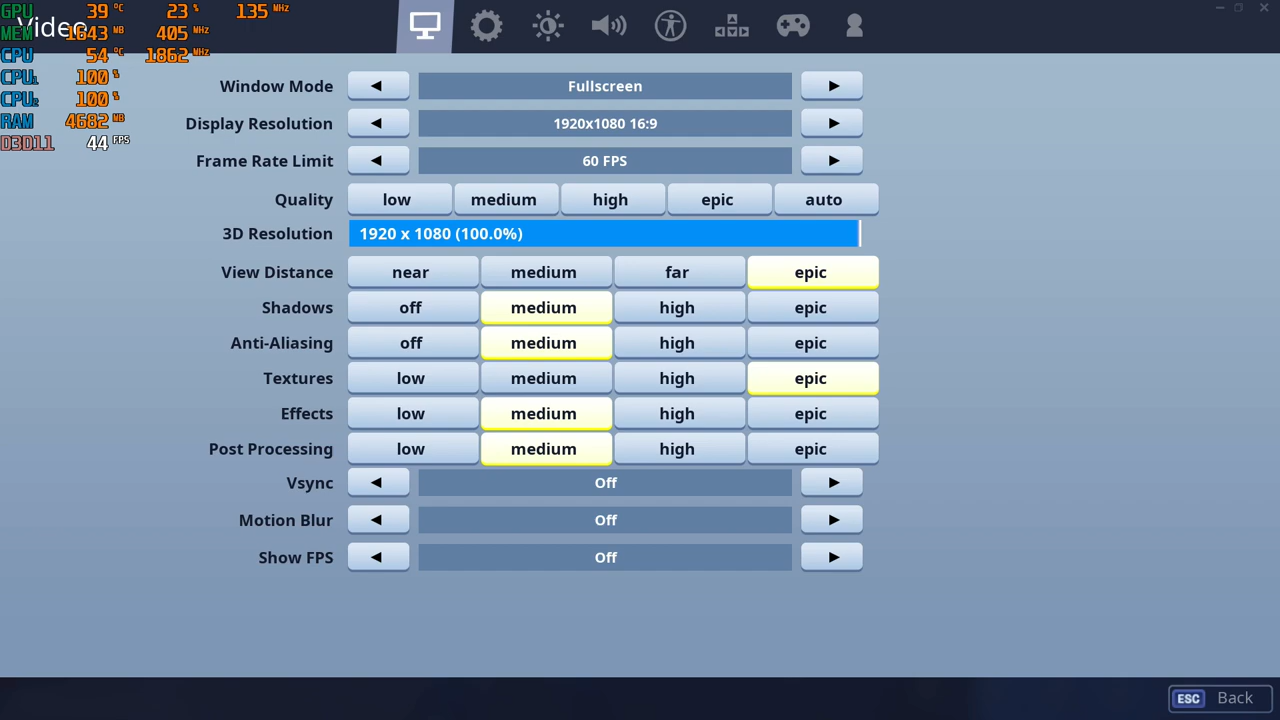 Video
GPU 39 °C 23 % 135 MHz
MEM 1643 MB 405 MHz
CPU 54 °C 1862 MHz
CPU1 100 %
CPU2 100 %
RAM 4682 MB
D3D11 44 FPS
Window Mode Fullscreen
Display Resolution 1920x1080 16:9
Frame Rate Limit 60 FPS
Quality low medium high epic auto
3D Resolution 1920 x 1080 (100.0%)
View Distance near medium far epic
Shadows off medium high epic
Anti-Aliasing off medium high epic
Textures low medium high epic
Effects low medium high epic
Post Processing low medium high epic
Vsync Off
Motion Blur Off
Show FPS Off
ESC Back